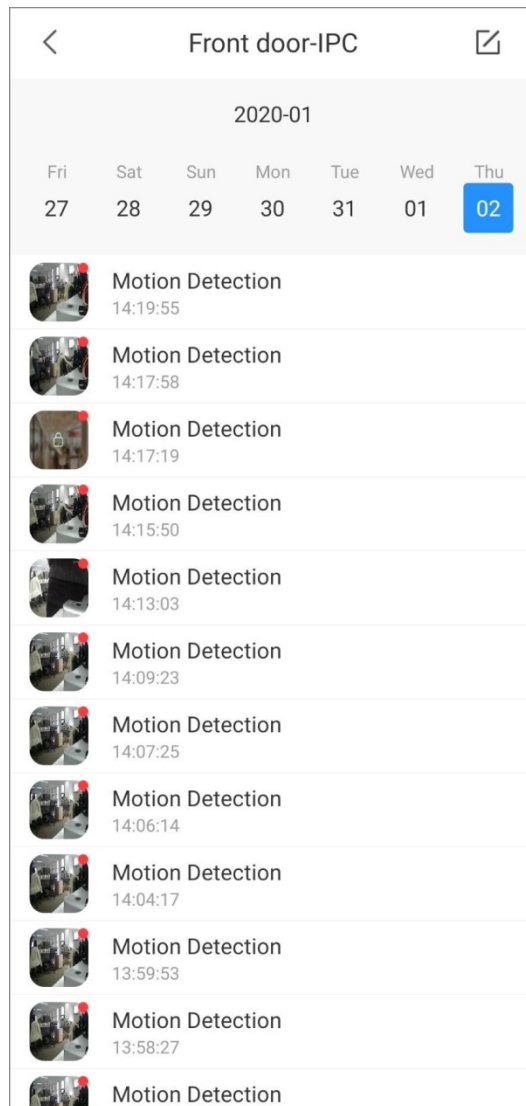 Front door-IPC
2020-01
Fri Sat Sun Mon Tue Wed Thu
27 28 29 30 31 01 02
Motion Detection
14:19:55
Motion Detection
14:17:58
Motion Detection
14:17:19
Motion Detection
14:15:50
Motion Detection
14:13:03
Motion Detection
14:09:23
Motion Detection
14:07:25
Motion Detection
14:06:14
Motion Detection
14:04:17
Motion Detection
13:59:53
Motion Detection
13:58:27
Motion Detection